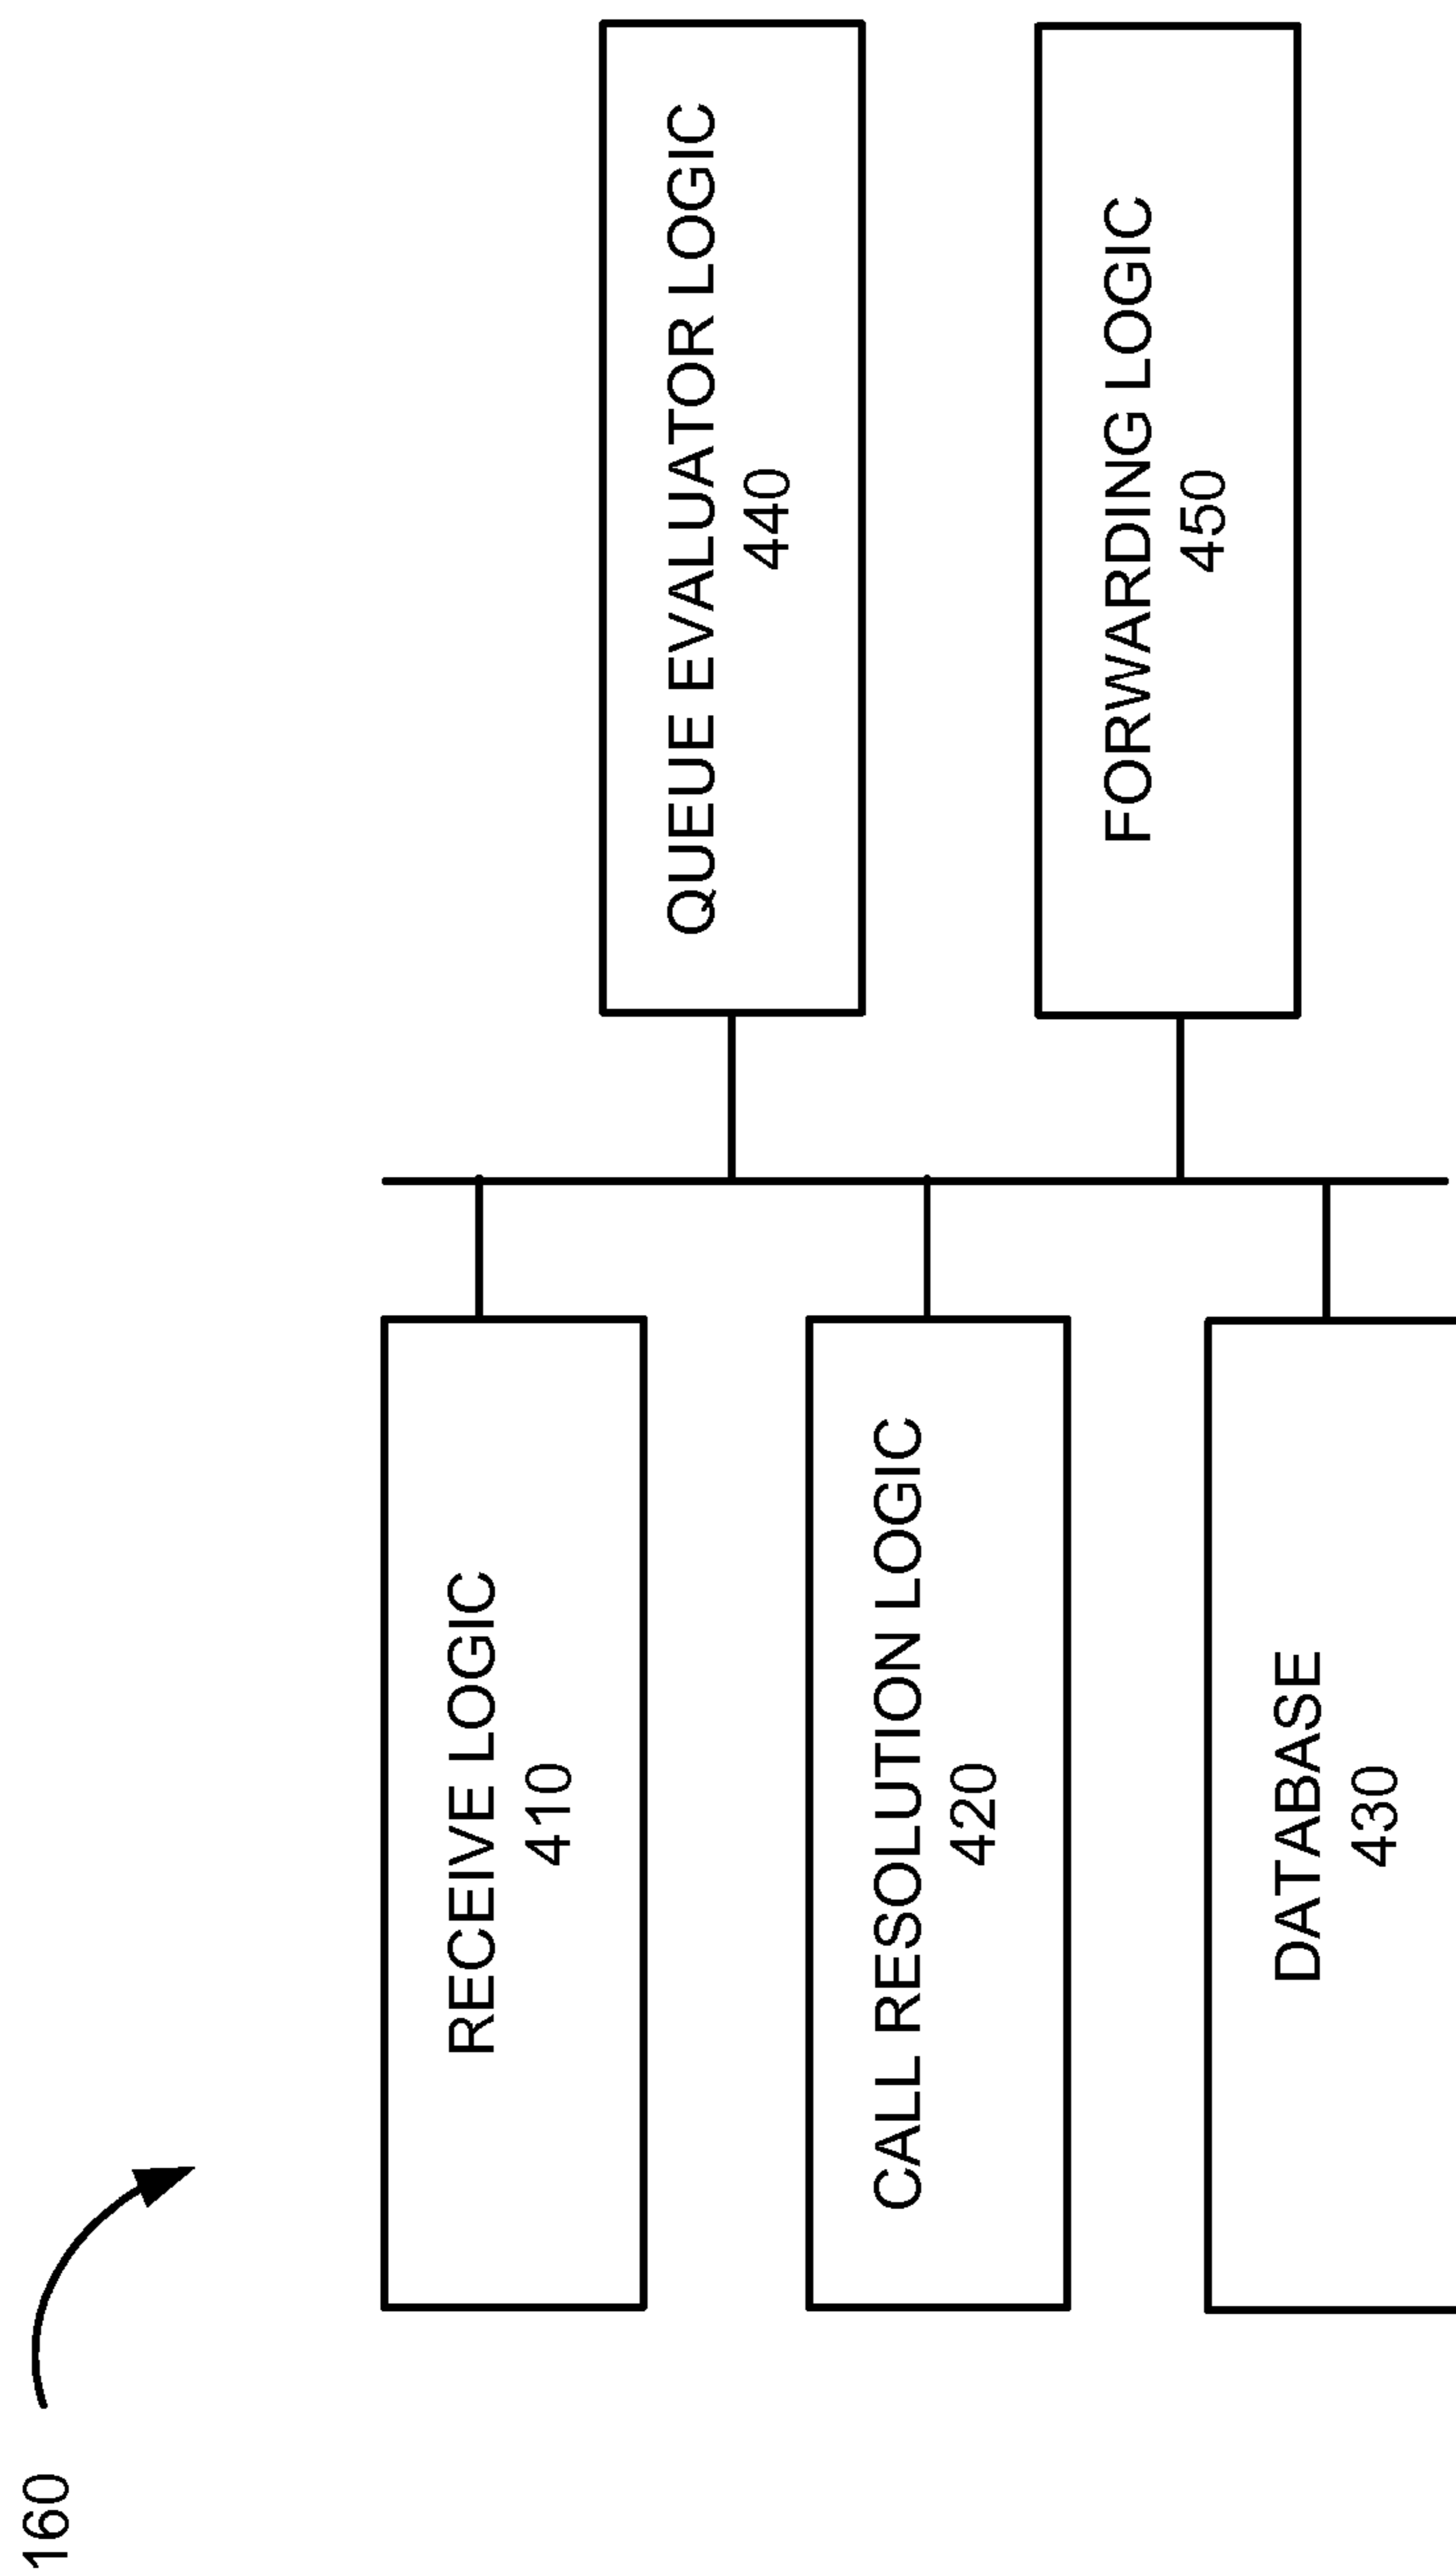 160
RECEIVE LOGIC
410
CALL RESOLUTION LOGIC
420
DATABASE
430
QUEUE EVALUATOR LOGIC
440
FORWARDING LOGIC
450